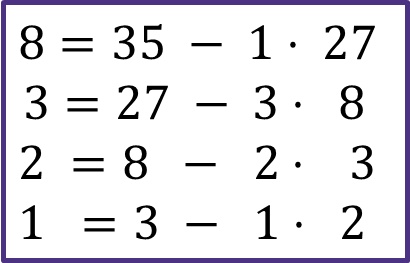 8 = 35 − 1 · 27
3 = 27 − 3 · 8
2 = 8 − 2 · 3
1 = 3 − 1 · 2